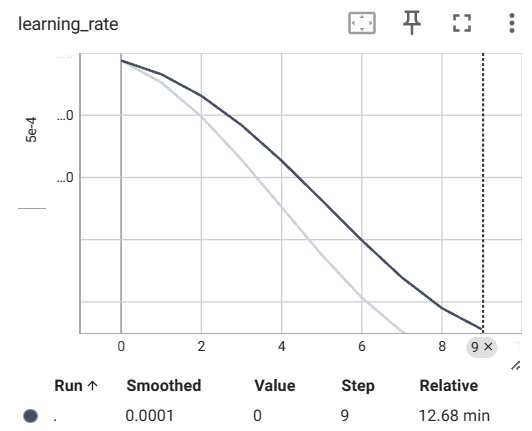 learning_rate
...0
...0
5e-4
0 2 4 6 8 9 ×
Run ↑ Smoothed Value Step Relative
. 0.0001 0 9 12.68 min